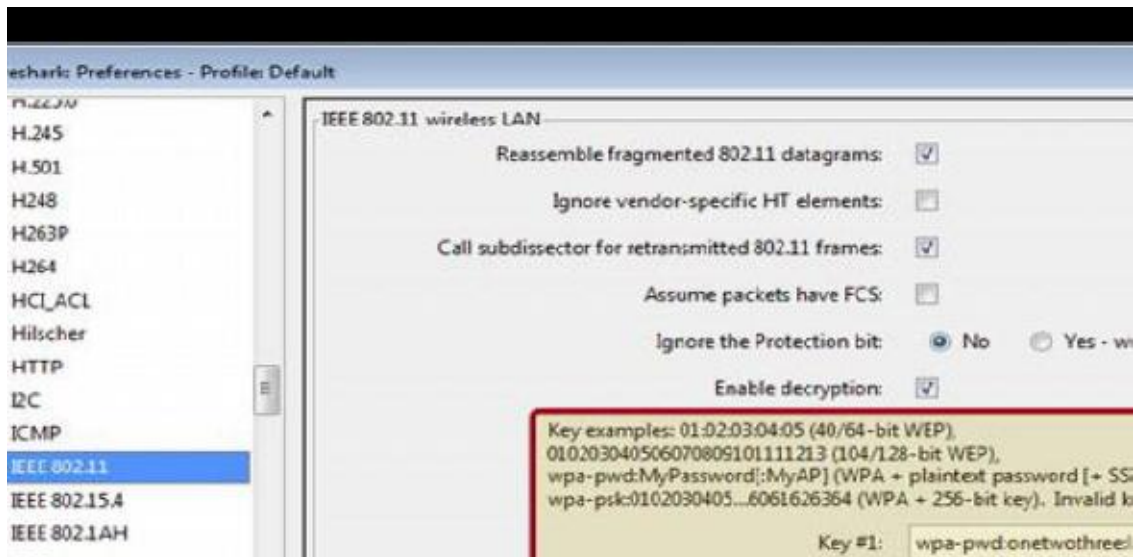 eshark: Preferences - Profile: Default
H.225.0
H.245
H.501
H248
H263P
H264
HCI_ACL
Hilscher
HTTP
I2C
ICMP
IEEE 802.11
IEEE 802.15.4
IEEE 802.1AH
IEEE 802.11 wireless LAN
Reassemble fragmented 802.11 datagrams:
Ignore vendor-specific HT elements:
Call subdissector for retransmitted 802.11 frames:
Assume packets have FCS:
Ignore the Protection bit: No Yes - w
Enable decryption:
Key examples: 01:02:03:04:05 (40/64-bit WEP),
010203040506070809101111213 (104/128-bit WEP),
wpa-pwd:MyPassword[:MyAP] (WPA + plaintext password [+ SS
wpa-psk:0102030405...6061626364 (WPA + 256-bit key). Invalid k
Key #1: wpa-pwd:onetwothree: